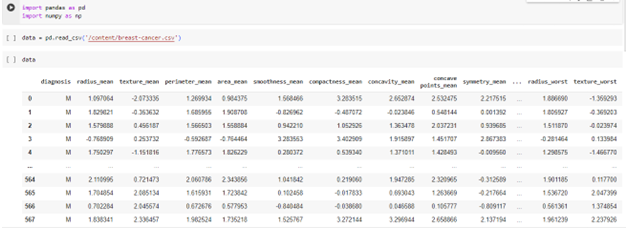 import pandas as pd
import numpy as np
[ ] data = pd.read_csv('/content/breast-cancer.csv')
[ ] data
diagnosis radius_mean texture_mean perimeter_mean area_mean smoothness_mean compactness_mean concavity_mean concave points_mean symmetry_mean ... radius_worst texture_worst
0 M 1.097064 -2.073335 1.269934 0.984375 1.568466 3.283515 2.652874 2.532475 2.217515 ... 1.886690 -1.359293
1 M 1.829821 -0.353632 1.685955 1.908708 -0.826962 -0.487072 -0.023846 0.548144 0.001392 ... 1.805927 -0.369203
2 M 1.579888 0.456187 1.566503 1.558884 0.942210 1.052926 1.363478 2.037231 0.939685 ... 1.511870 -0.023974
3 M -0.768909 0.253732 -0.592687 -0.764464 3.283553 3.402909 1.915897 1.451707 2.867383 ... -0.281464 0.133984
4 M 1.750297 -1.151816 1.776573 1.826229 0.280372 0.539340 1.371011 1.428493 -0.009560 ... 1.298575 -1.466770
... ... ... ... ... ... ... ... ... ... ... ... ... ...
564 M 2.110995 0.721473 2.060786 2.343856 1.041842 0.219060 1.947285 2.320965 -0.312589 ... 1.901185 0.117700
565 M 1.704854 2.085134 1.615931 1.723842 0.102458 -0.017833 0.693043 1.263669 -0.217664 ... 1.536720 2.047399
566 M 0.702284 2.045574 0.672676 0.577953 -0.840484 -0.038680 0.046588 0.105777 -0.809117 ... 0.561361 1.374854
567 M 1.838341 2.336457 1.982524 1.735218 1.525767 3.272144 3.296944 2.658866 2.137194 ... 1.961239 2.237926